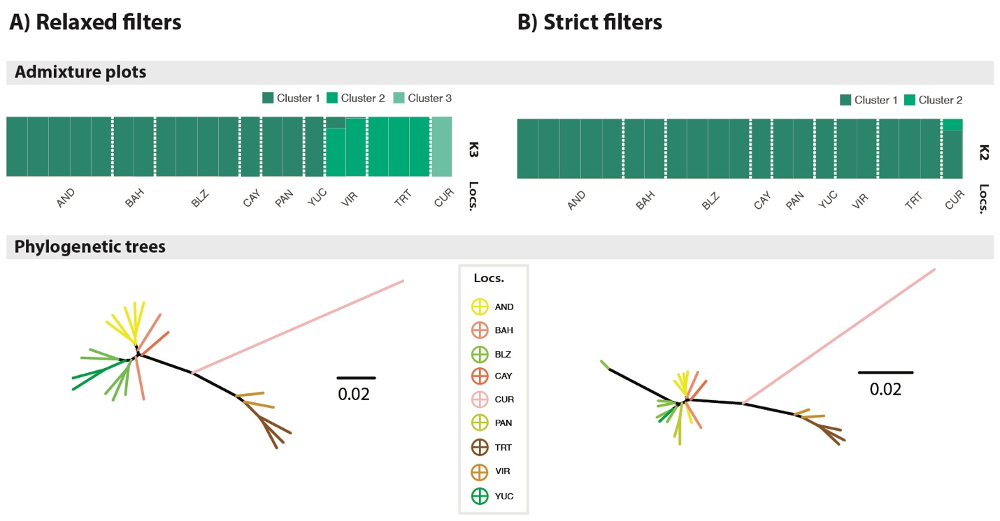 A) Relaxed filters
B) Strict filters
Admixture plots
Cluster 1 Cluster 2 Cluster 3
Cluster 1 Cluster 2
K3
K2
AND BAH BLZ CAY PAN YUC VIR TRT CUR Locs.
AND BAH BLZ CAY PAN YUC VIR TRT CUR Locs.
Phylogenetic trees
0.02
Locs.
AND
BAH
BLZ
CAY
CUR
PAN
TRT
VIR
YUC
0.02